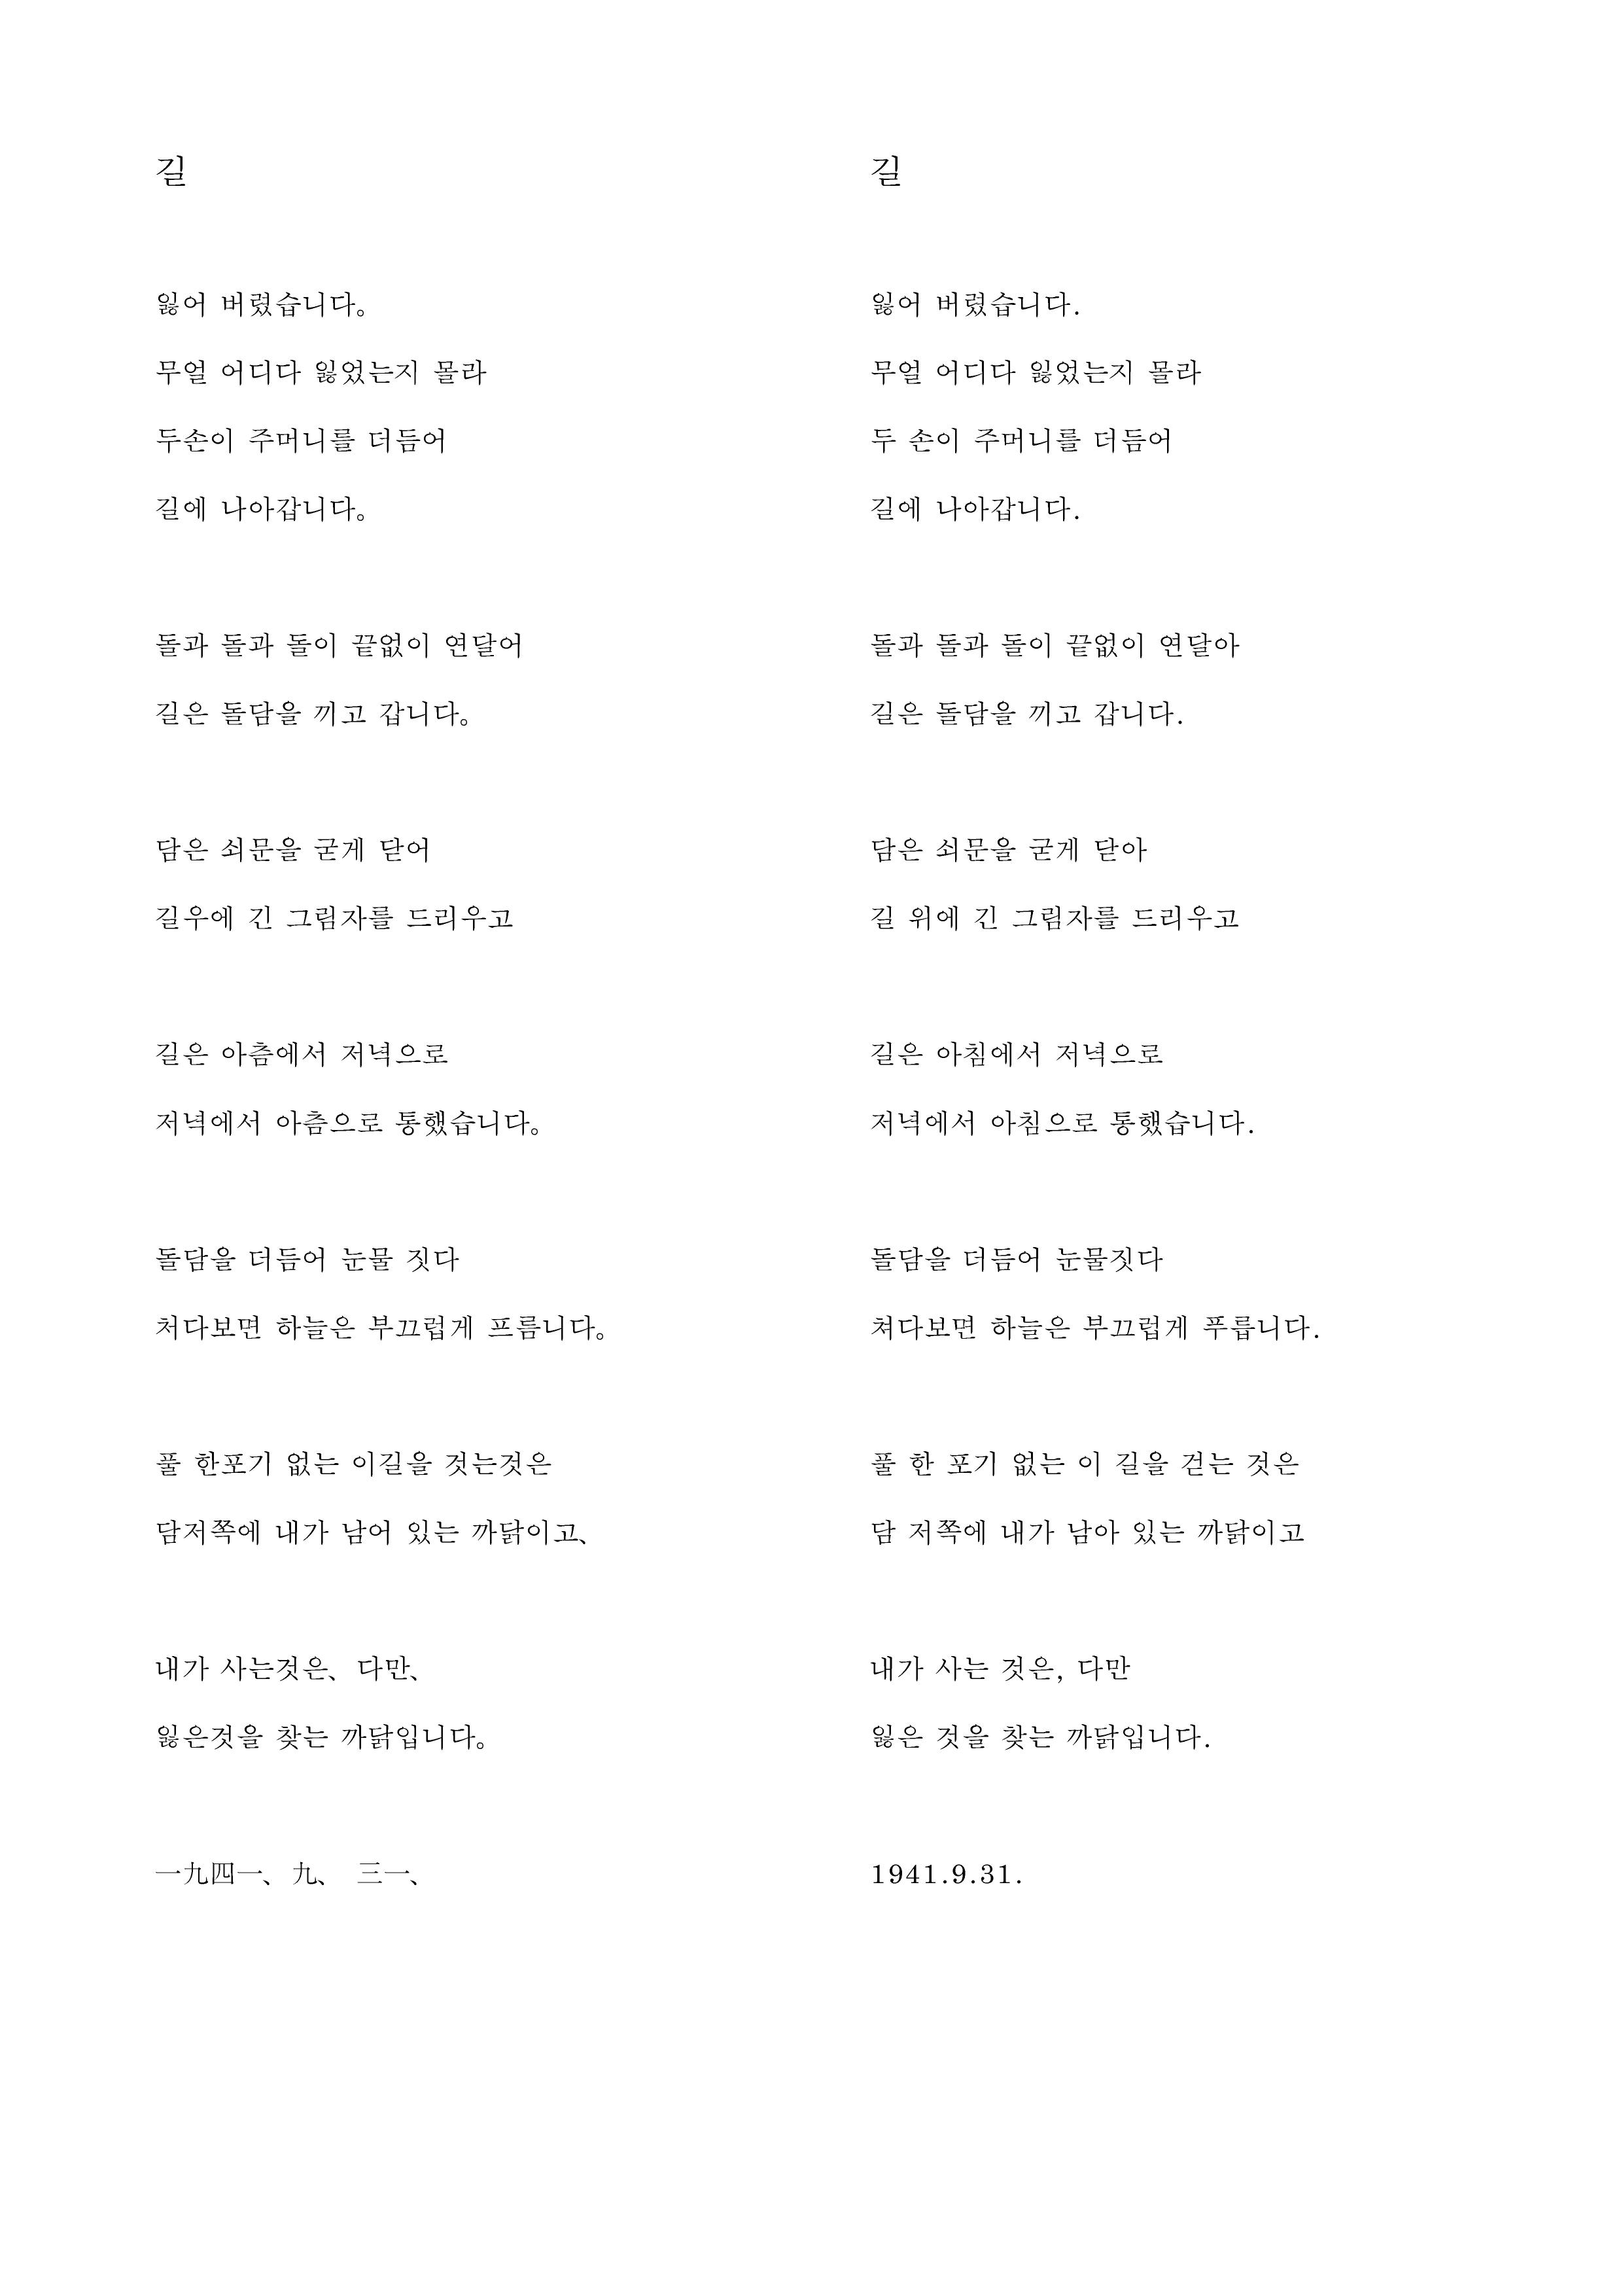 길
잃어 버렸습니다。
무얼 어디다 잃었는지 몰라
두손이 주머니를 더듬어
길에 나아갑니다。
돌과 돌과 돌이 끝없이 연달어
길은 돌담을 끼고 갑니다。
담은 쇠문을 굳게 닫어
길우에 긴 그림자를 드리우고
길은 아츰에서 저녁으로
저녁에서 아츰으로 통했습니다。
돌담을 더듬어 눈물 짓다
처다보면 하늘은 부끄럽게 프름니다。
풀 한포기 없는 이길을 것는것은
담저쪽에 내가 남어 있는 까닭이고、
내가 사는것은、 다만、
잃은것을 찾는 까닭입니다。
一九四一、九、 三一、
길
잃어 버렸습니다.
무얼 어디다 잃었는지 몰라
두 손이 주머니를 더듬어
길에 나아갑니다.
돌과 돌과 돌이 끝없이 연달아
길은 돌담을 끼고 갑니다.
담은 쇠문을 굳게 닫아
길 위에 긴 그림자를 드리우고
길은 아침에서 저녁으로
저녁에서 아침으로 통했습니다.
돌담을 더듬어 눈물짓다
쳐다보면 하늘은 부끄럽게 푸릅니다.
풀 한 포기 없는 이 길을 걷는 것은
담 저쪽에 내가 남아 있는 까닭이고
내가 사는 것은, 다만
잃은 것을 찾는 까닭입니다.
1941.9.31.